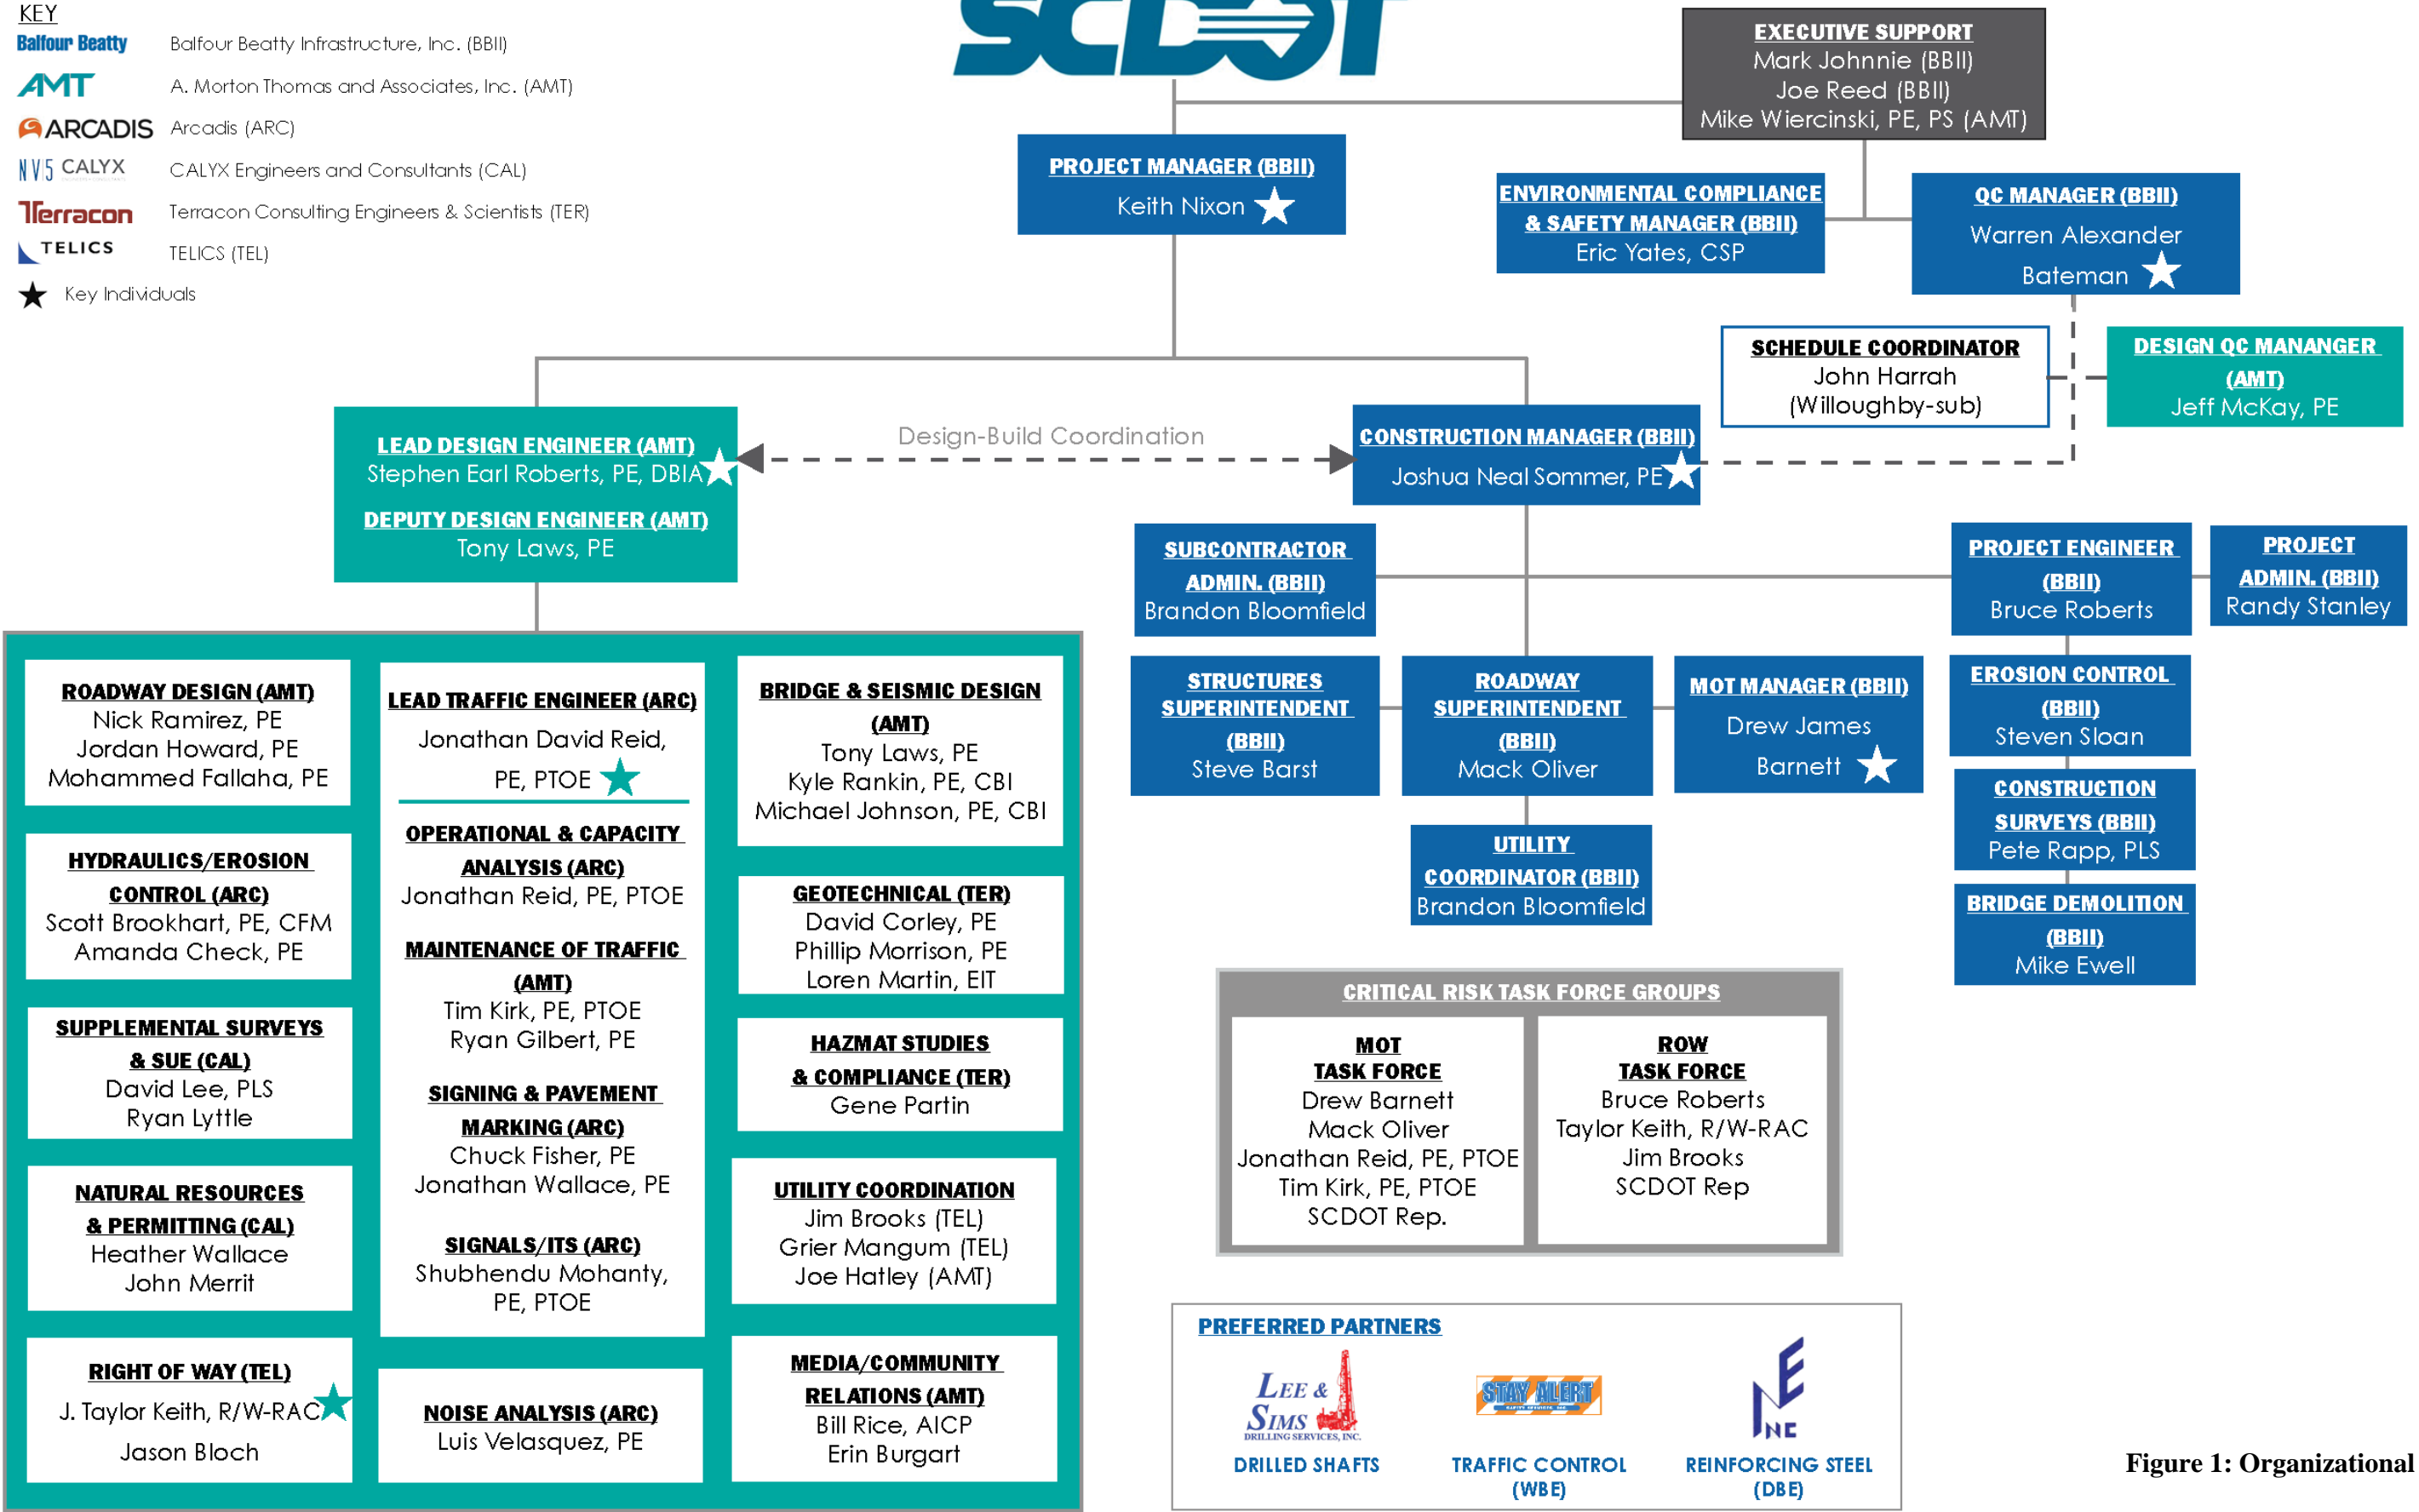 KEY
Balfour Beatty
Balfour Beatty Infrastructure, Inc. (BBII)
AMT
A. Morton Thomas and Associates, Inc. (AMT)
ARCADIS
Arcadis (ARC)
NV5 CALYX
CALYX Engineers and Consultants (CAL)
Terracon
Terracon Consulting Engineers & Scientists (TER)
TELICS
TELICS (TEL)
Key Individuals
SCDOT
EXECUTIVE SUPPORT
Mark Johnnie (BBII)
Joe Reed (BBII)
Mike Wiercinski, PE, PS (AMT)
PROJECT MANAGER (BBII)
Keith Nixon
ENVIRONMENTAL COMPLIANCE
& SAFETY MANAGER (BBII)
Eric Yates, CSP
QC MANAGER (BBII)
Warren Alexander
Bateman
SCHEDULE COORDINATOR
John Harrah
(Willoughby-sub)
DESIGN QC MANANGER
(AMT)
Jeff McKay, PE
LEAD DESIGN ENGINEER (AMT)
Stephen Earl Roberts, PE, DBIA
DEPUTY DESIGN ENGINEER (AMT)
Tony Laws, PE
Design-Build Coordination
CONSTRUCTION MANAGER (BBII)
Joshua Neal Sommer, PE
SUBCONTRACTOR
ADMIN. (BBII)
Brandon Bloomfield
PROJECT ENGINEER
(BBII)
Bruce Roberts
PROJECT
ADMIN. (BBII)
Randy Stanley
STRUCTURES
SUPERINTENDENT
(BBII)
Steve Barst
ROADWAY
SUPERINTENDENT
(BBII)
Mack Oliver
MOT MANAGER (BBII)
Drew James
Barnett
EROSION CONTROL
(BBII)
Steven Sloan
UTILITY
COORDINATOR (BBII)
Brandon Bloomfield
CONSTRUCTION
SURVEYS (BBII)
Pete Rapp, PLS
BRIDGE DEMOLITION
(BBII)
Mike Ewell
ROADWAY DESIGN (AMT)
Nick Ramirez, PE
Jordan Howard, PE
Mohammed Fallaha, PE
HYDRAULICS/EROSION
CONTROL (ARC)
Scott Brookhart, PE, CFM
Amanda Check, PE
SUPPLEMENTAL SURVEYS
& SUE (CAL)
David Lee, PLS
Ryan Lyttle
NATURAL RESOURCES
& PERMITTING (CAL)
Heather Wallace
John Merrit
RIGHT OF WAY (TEL)
J. Taylor Keith, R/W-RAC
Jason Bloch
LEAD TRAFFIC ENGINEER (ARC)
Jonathan David Reid,
PE, PTOE
OPERATIONAL & CAPACITY
ANALYSIS (ARC)
Jonathan Reid, PE, PTOE
MAINTENANCE OF TRAFFIC
(AMT)
Tim Kirk, PE, PTOE
Ryan Gilbert, PE
SIGNING & PAVEMENT
MARKING (ARC)
Chuck Fisher, PE
Jonathan Wallace, PE
SIGNALS/ITS (ARC)
Shubhendu Mohanty,
PE, PTOE
NOISE ANALYSIS (ARC)
Luis Velasquez, PE
BRIDGE & SEISMIC DESIGN
(AMT)
Tony Laws, PE
Kyle Rankin, PE, CBI
Michael Johnson, PE, CBI
GEOTECHNICAL (TER)
David Corley, PE
Phillip Morrison, PE
Loren Martin, EIT
HAZMAT STUDIES
& COMPLIANCE (TER)
Gene Partin
UTILITY COORDINATION
Jim Brooks (TEL)
Grier Mangum (TEL)
Joe Hatley (AMT)
MEDIA/COMMUNITY
RELATIONS (AMT)
Bill Rice, AICP
Erin Burgart
CRITICAL RISK TASK FORCE GROUPS
MOT
TASK FORCE
Drew Barnett
Mack Oliver
Jonathan Reid, PE, PTOE
Tim Kirk, PE, PTOE
SCDOT Rep.
ROW
TASK FORCE
Bruce Roberts
Taylor Keith, R/W-RAC
Jim Brooks
SCDOT Rep
PREFERRED PARTNERS
LEE &
SIMS
DRILLING SERVICES, INC.
DRILLED SHAFTS
STAY ALERT
SAFETY SERVICES, INC.
TRAFFIC CONTROL
(WBE)
NE
INC
REINFORCING STEEL
(DBE)
Figure 1: Organizational